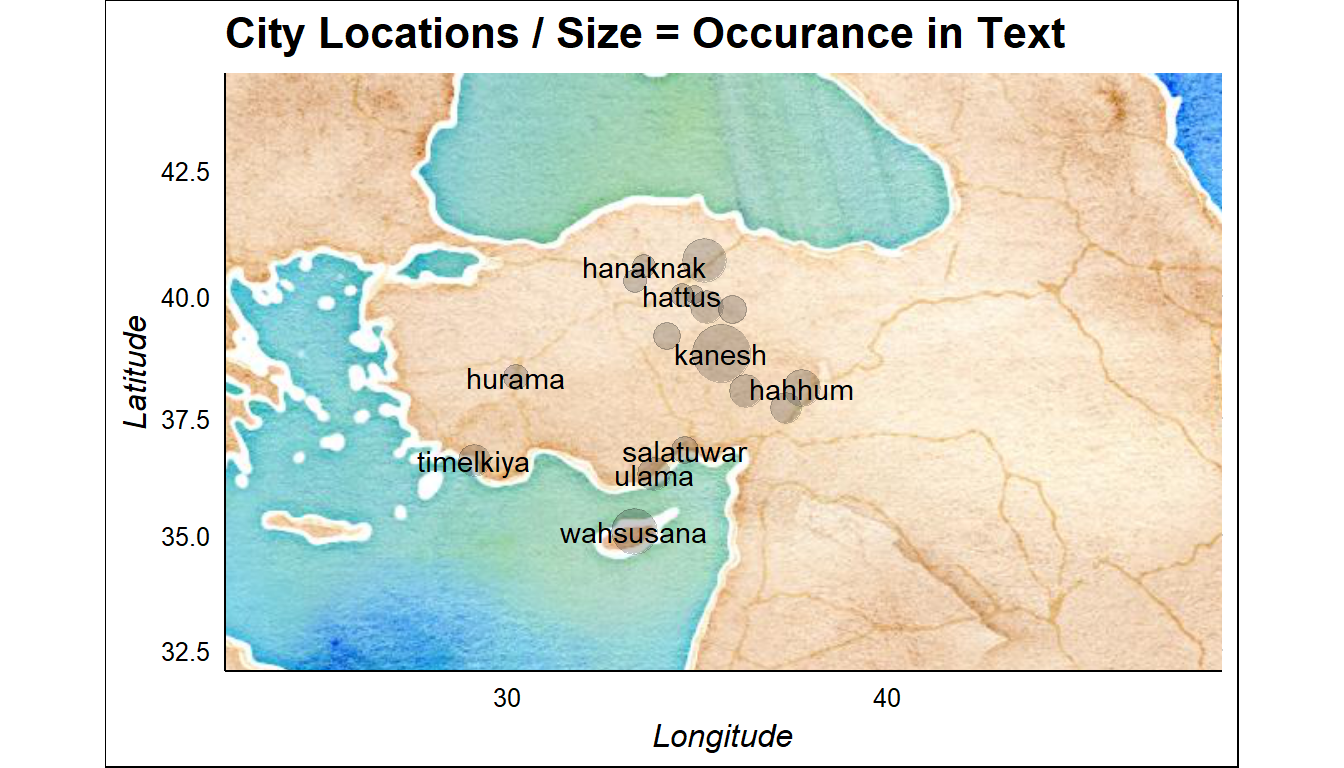 City Locations / Size = Occurance in Text
42.5
40.0
37.5
35.0
32.5
Latitude
hanaknak
hattus
kanesh
hurama
hahhum
salatuwar
timelkiya
ulama
wahsusana
30
40
Longitude